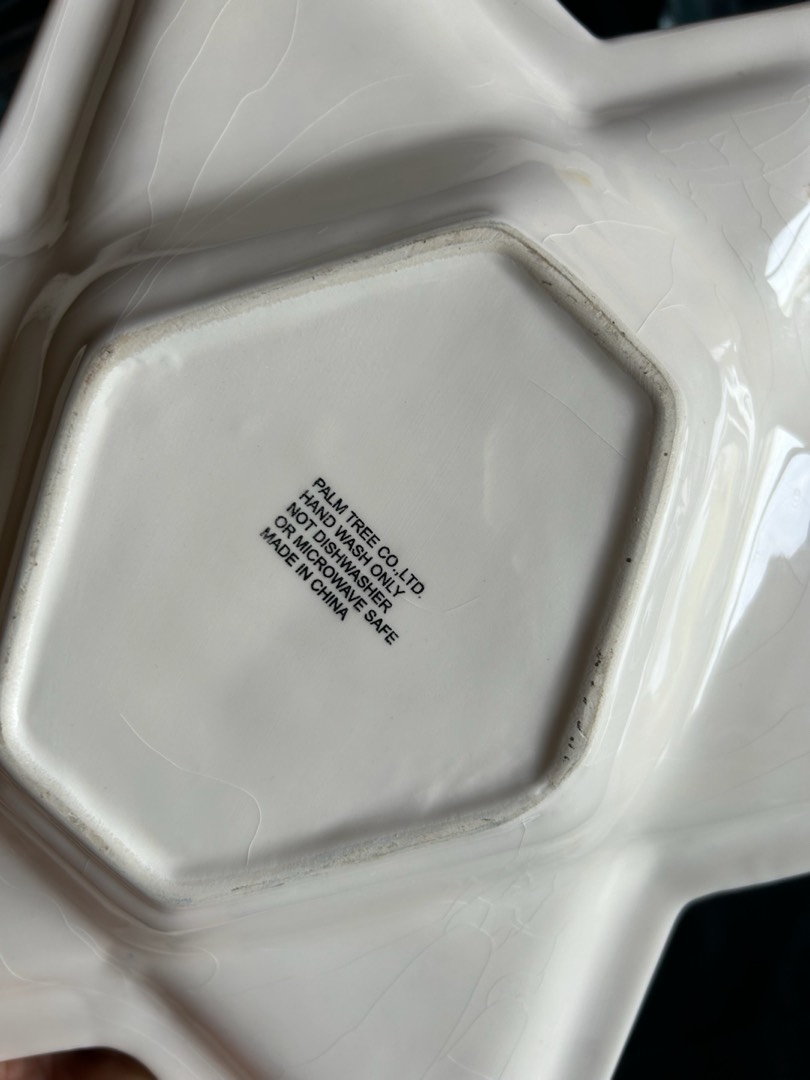 PALM TREE CO.,LTD.
HAND WASH ONLY
NOT DISHWASHER
OR MICROWAVE SAFE
MADE IN CHINA